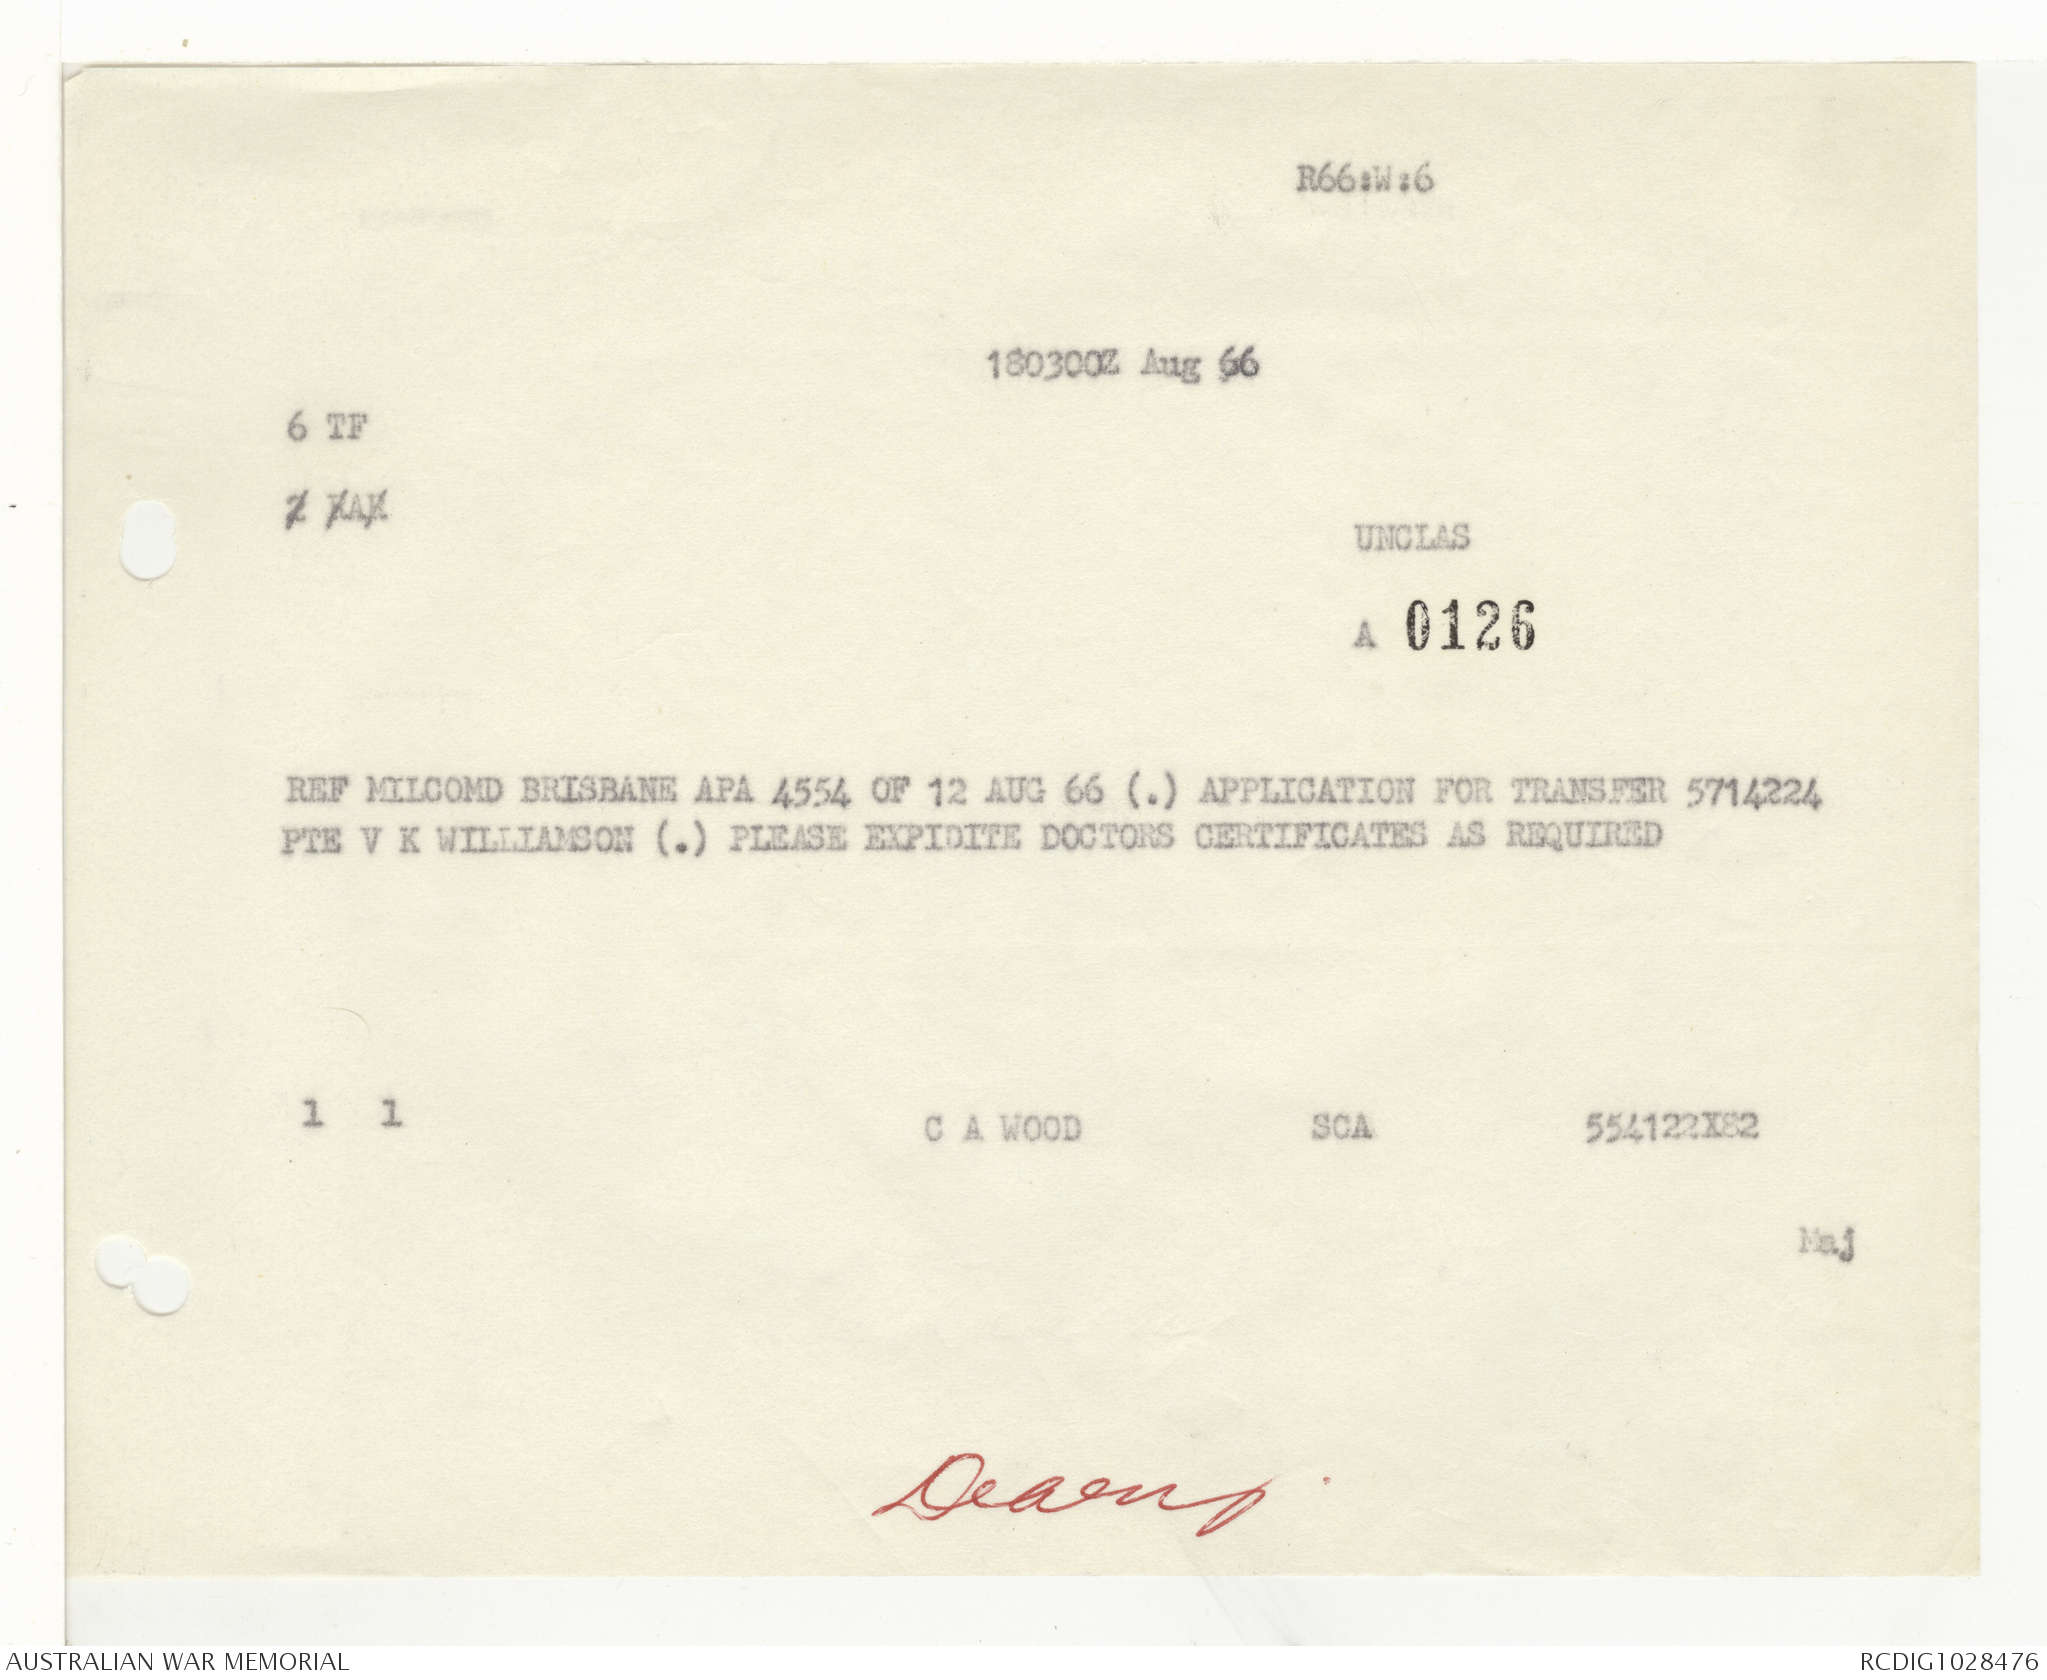 R66:W:6
180300Z Aug 66
6 TF
UNCLAS
A 0126
REF MILCOMD BRISBANE APA 4554 OF 12 AUG 66 (.) APPLICATION FOR TRANSFER 5714224
PTE V K WILLIAMSON (.) PLEASE EXPIDITE DOCTORS CERTIFICATES AS REQUIRED
1 1
C A WOOD SCA 554122X82
Maj
AUSTRALIAN WAR MEMORIAL
RCDIG1028476